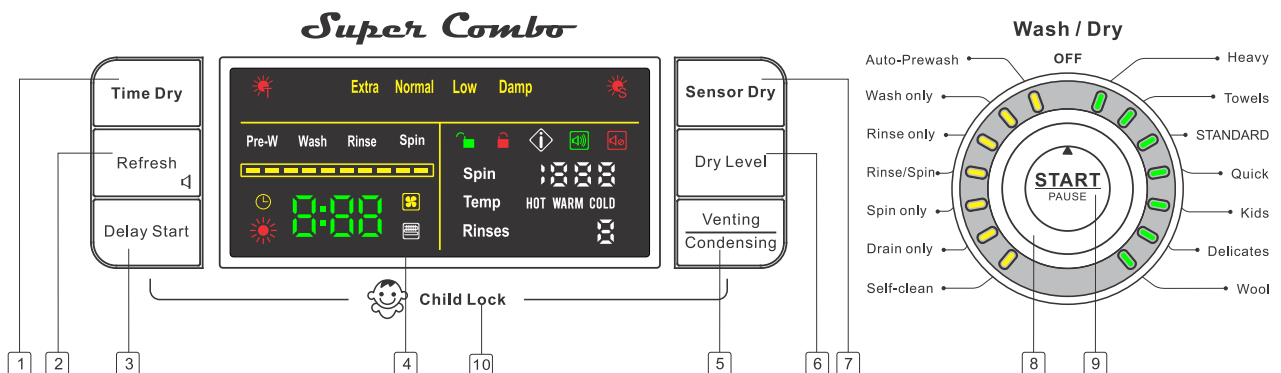 Super Combo
Time Dry
Refresh
Delay Start
T
Extra Normal Low Damp
S
Pre-W Wash Rinse Spin
Spin 1888
Temp HOT WARM COLD
8:88
Rinses 8
Sensor Dry
Dry Level
Venting
Condensing
Child Lock
1
2
3
4
10
5
6
7
Wash / Dry
OFF
Auto-Prewash
Wash only
Rinse only
Rinse/Spin
Spin only
Drain only
Self-clean
Heavy
Towels
STANDARD
Quick
Kids
Delicates
Wool
START
PAUSE
8
9